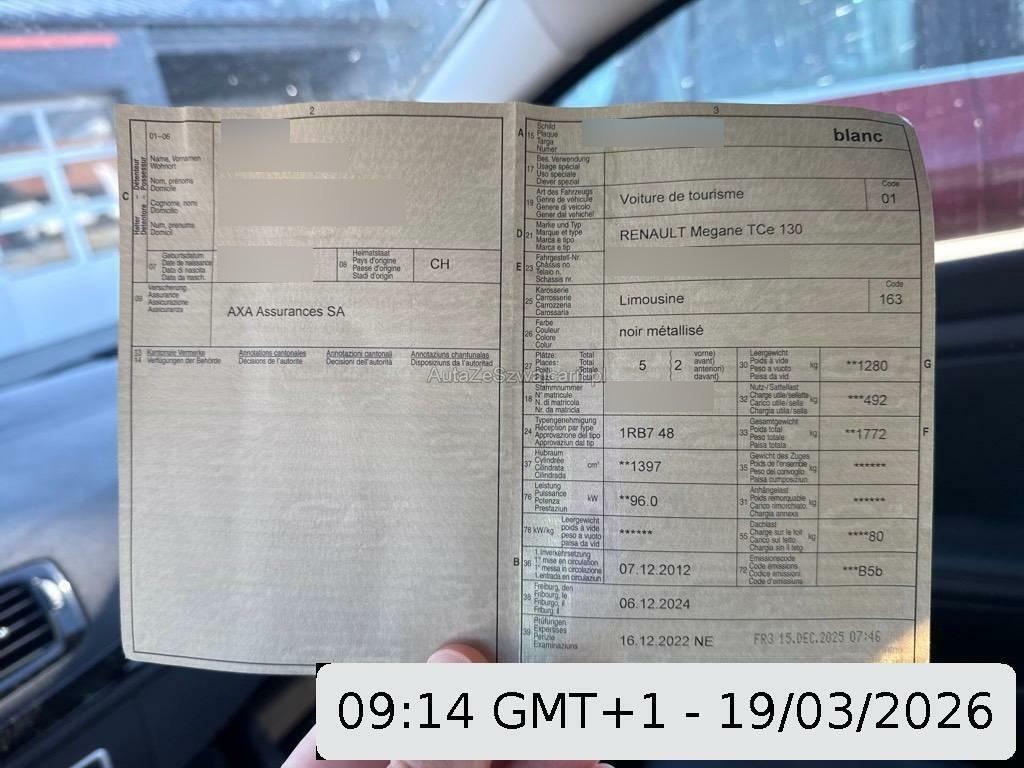 2
01–06
Name, Vornamen
Wohnort
Nom, prénoms
Domicile
Cognome, nomi
Domicilio
Num, prenums
Domicil
C
Halter - Détenteur
Detentore - Possessur
07
Geburtsdatum
Date de naissance
Data di nascita
Data da nasch.
08
Heimatstaat
Pays d'origine
Paese d'origine
Stadi d'origin
CH
09
Versicherung
Assurance
Assicurazione
Assicuranza
AXA Assurances SA
13
14
Kantonale Vermerke
Verfügungen der Behörde
Annotations cantonales
Décisions de l'autorité
Annotazioni cantonali
Decisioni dell'autorità
Annotaziuns chantunalas
Disposiziuns da l'autoritad
3
A
15
Schild
Plaque
Targa
Numer
blanc
17
Bes. Verwendung
Usage spécial
Uso speciale
Diever spezial
19
Art des Fahrzeugs
Genre de véhicule
Genere di veicolo
Gener dal vehichel
Voiture de tourisme
Code
01
D
21
Marke und Typ
Marque et type
Marca e tipo
Marca e tip
RENAULT Megane TCe 130
E
23
Fahrgestell-Nr.
Châssis no
Telaio n.
Schassis nr.
25
Karosserie
Carrosserie
Carrozzeria
Carossaria
Limousine
Code
163
26
Farbe
Couleur
Colore
Colur
noir métallisé
27
Plätze: Total
Places: Total
Posti: Totale
Total
5
2
vorne)
avant)
anteriori)
davant)
30
Leergewicht
Poids à vide
Peso a vuoto
Paisa da vid
kg
**1280
G
18
Stammnummer
N° matricule
N. di matricola
Nr. da matricla
32
Nutz-/Sattellast
Charge utile/sellette
Carico utile/sella
Chargia utila/sella
kg
***492
24
Typengenehmigung
Réception par type
Approvazione del tipo
Approvaziun dal tip
1RB7 48
33
Gesamtgewicht
Poids total
Peso totale
Paisa totala
kg
**1772
F
37
Hubraum
Cylindrée
Cilindrata
Cilindrada
cm³
**1397
35
Gewicht des Zuges
Poids de l'ensemble
Peso del convoglio
Paisa cumposiziun
kg
******
76
Leistung
Puissance
Potenza
Prestaziun
kW
**96.0
31
Anhängelast
Poids remorquable
Carico rimorchiato
Chargia annexa
kg
******
78 kW/kg
Leergewicht
poids à vide
peso a vuoto
paisa da vid
******
55
Dachlast
Charge sur le toit
Carico sul tetto
Chargia sin il tetg
kg
****80
B
36
1. Inverkehrsetzung
1re mise en circulation
1a messa in circolazione
1. entrada en circulaziun
07.12.2012
72
Emissionscode
Code émissions
Codice emissioni
Code d'emissiuns
***B5b
38
Freiburg, den
Fribourg, le
Friburgo, il
Friburg, il
06.12.2024
39
Prüfungen
Expertises
Perizie
Examinaziuns
16.12.2022 NE
FR3 15.DEC.2025 07:46
09:14 GMT+1 - 19/03/2026